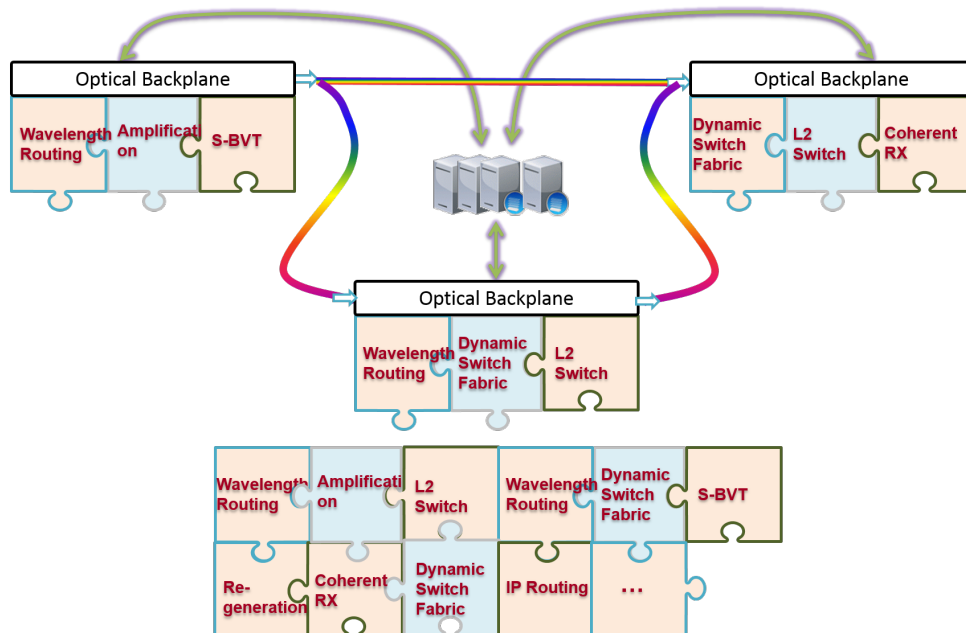 Optical Backplane
Optical Backplane
Wavelength
Routing
Amplificati
on
S-BVT
Dynamic
Switch
Fabric
L2
Switch
Coherent
RX
Optical Backplane
Wavelength
Routing
Dynamic
Switch
Fabric
L2
Switch
Wavelength
Routing
Amplificati
on
L2
Switch
Wavelength
Routing
Dynamic
Switch
Fabric
S-BVT
Re-
generation
Coherent
RX
Dynamic
Switch
Fabric
IP Routing
...